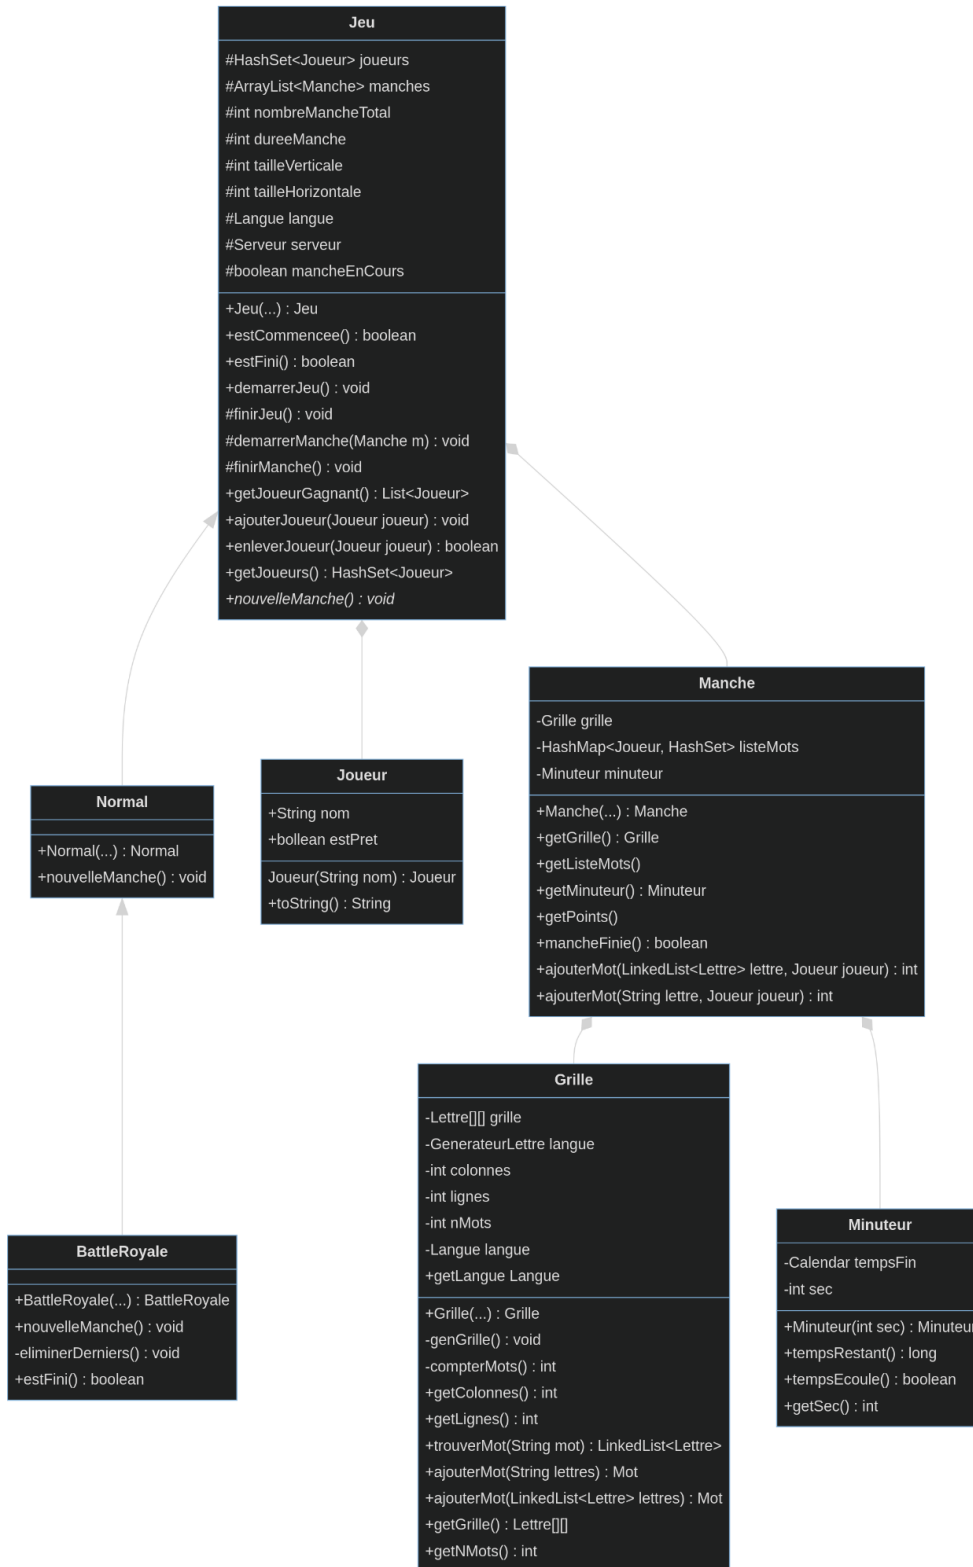 Jeu
#HashSet<Joueur> joueurs
#ArrayList<Manche> manches
#int nombreMancheTotal
#int dureeManche
#int tailleVerticale
#int tailleHorizontale
#Langue langue
#Serveur serveur
#boolean mancheEnCours
+Jeu(...) : Jeu
+estCommencee() : boolean
+estFini() : boolean
+demarrerJeu() : void
#finirJeu() : void
#demarrerManche(Manche m) : void
#finirManche() : void
+getJoueurGagnant() : List<Joueur>
+ajouterJoueur(Joueur joueur) : void
+enleverJoueur(Joueur joueur) : boolean
+getJoueurs() : HashSet<Joueur>
+nouvelleManche() : void
Manche
-Grille grille
-HashMap<Joueur, HashSet> listeMots
-Minuteur minuteur
+Manche(...) : Manche
+getGrille() : Grille
+getListeMots()
+getMinuteur() : Minuteur
+getPoints()
+mancheFinie() : boolean
+ajouterMot(LinkedList<Lettre> lettre, Joueur joueur) : int
+ajouterMot(String lettre, Joueur joueur) : int
Joueur
+String nom
+bollean estPret
Joueur(String nom) : Joueur
+toString() : String
Normal
+Normal(...) : Normal
+nouvelleManche() : void
Grille
-Lettre[][] grille
-GenerateurLettre langue
-int colonnes
-int lignes
-int nMots
-Langue langue
+getLangue Langue
+Grille(...) : Grille
-genGrille() : void
-compterMots() : int
+getColonnes() : int
+getLignes() : int
+trouverMot(String mot) : LinkedList<Lettre>
+ajouterMot(String lettres) : Mot
+ajouterMot(LinkedList<Lettre> lettres) : Mot
+getGrille() : Lettre[][]
+getNMots() : int
Minuteur
-Calendar tempsFin
-int sec
+Minuteur(int sec) : Minuteur
+tempsRestant() : long
+tempsEcoule() : boolean
+getSec() : int
BattleRoyale
+BattleRoyale(...) : BattleRoyale
+nouvelleManche() : void
-eliminerDerniers() : void
+estFini() : boolean